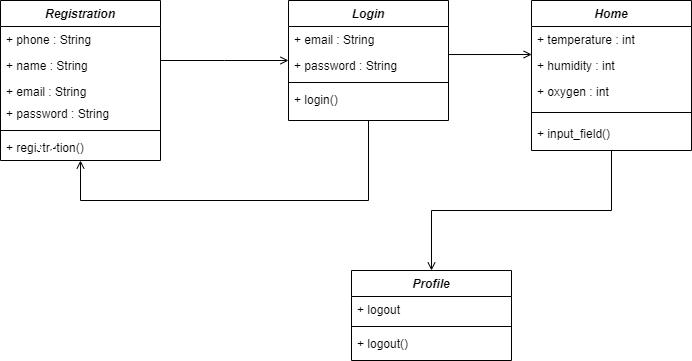 Registration
+ phone : String
+ name : String
+ email : String
+ password : String
+ registration()
Login
+ email : String
+ password : String
+ login()
Home
+ temperature : int
+ humidity : int
+ oxygen : int
+ input_field()
Profile
+ logout
+ logout()